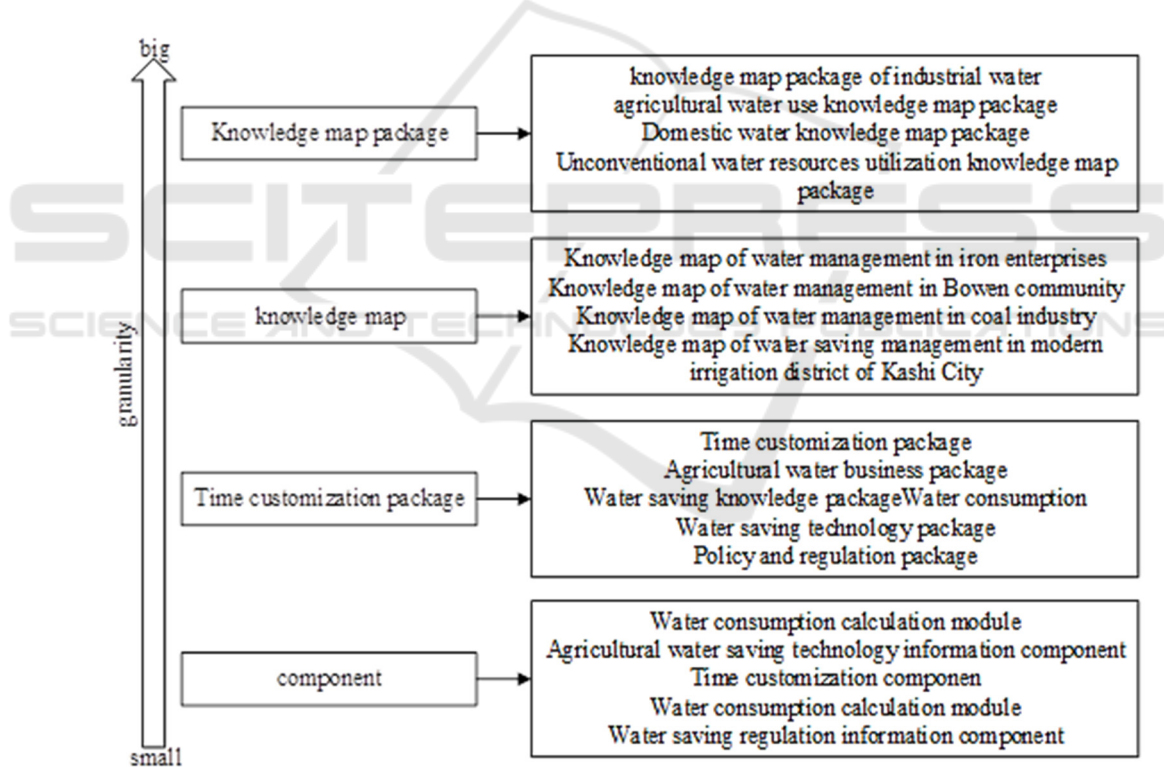 big
knowledge map package of industrial water
agricultural water use knowledge map package
Knowledge map package
Domestic water knowledge map package
Unconventional water resources utilization knowledge map
package
SCITEPRESS
Knowledge map of water management in iron enterprises
Knowledge map of water management in Bowen community
knowledge map
Knowledge map of water management in coal industry
Knowledge map of water saving management in modern
irrigation district of Kashi City
SCIENCE AND TECHNOLOGY PUBLICATIONS
granularity
Time customization package
Agricultural water business package
Time customization package
Water saving knowledge packageWater consumption
Water saving technology package
Policy and regulation package
Water consumption calculation module
Agricultural water saving technology information component
component
Time customization componen
Water consumption calculation module
Water saving regulation information component
small